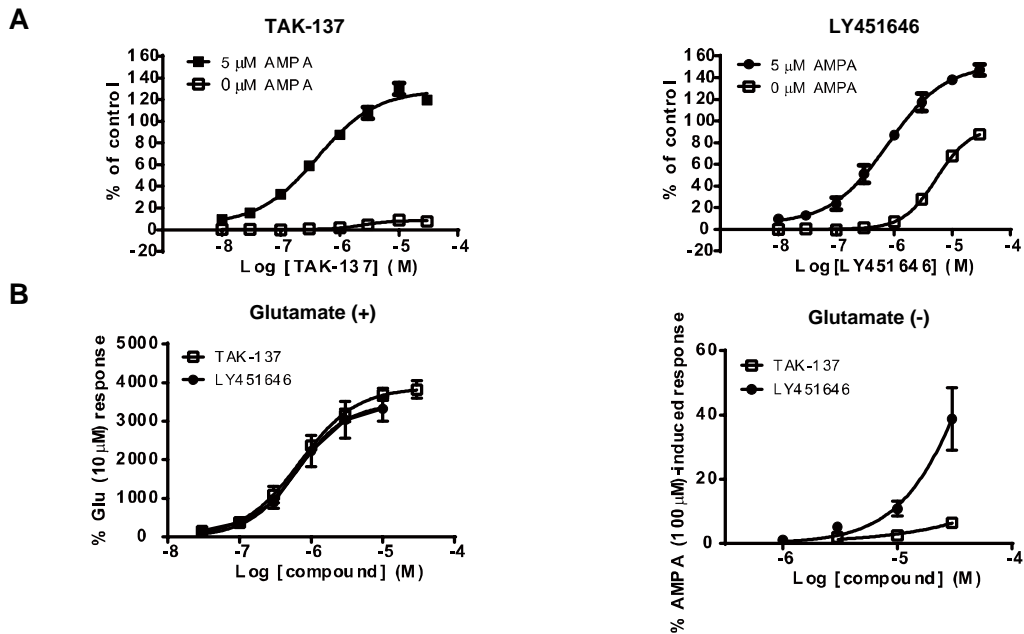 A
TAK-137
5 μM AMPA
0 μM AMPA
% of control
160
140
120
100
80
60
40
20
0
-20
-8
-7
-6
-5
-4
Log [TAK-137] (M)
LY451646
5 μM AMPA
0 μM AMPA
% of control
160
140
120
100
80
60
40
20
0
-20
-8
-7
-6
-5
-4
Log[LY451646] (M)
B
Glutamate (+)
TAK-137
LY451646
% Glu (10 μM) response
5000
4000
3000
2000
1000
0
-8
-7
-6
-5
-4
Log [compound] (M)
Glutamate (-)
TAK-137
LY451646
% AMPA (100 μM)-induced response
60
40
20
0
-6
-5
-4
Log [compound] (M)